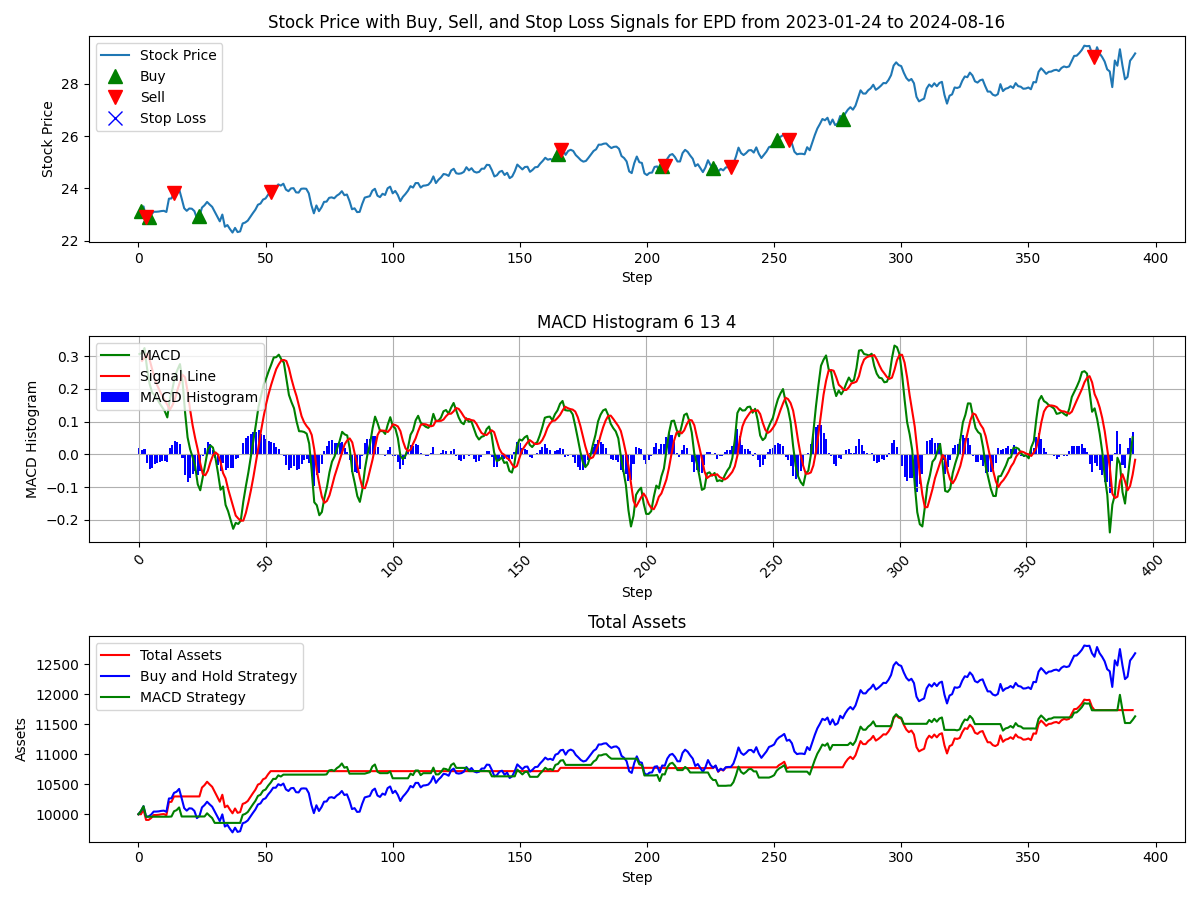 Stock Price with Buy, Sell, and Stop Loss Signals for EPD from 2023-01-24 to 2024-08-16
Stock Price
Buy
Sell
Stop Loss
Stock Price
28
26
24
22
0 50 100 150 200 250 300 350 400
Step
MACD Histogram 6 13 4
MACD
Signal Line
MACD Histogram
MACD Histogram
0.3
0.2
0.1
0.0
−0.1
−0.2
0 50 100 150 200 250 300 350 400
Step
Total Assets
Total Assets
Buy and Hold Strategy
MACD Strategy
Assets
12500
12000
11500
11000
10500
10000
0 50 100 150 200 250 300 350 400
Step